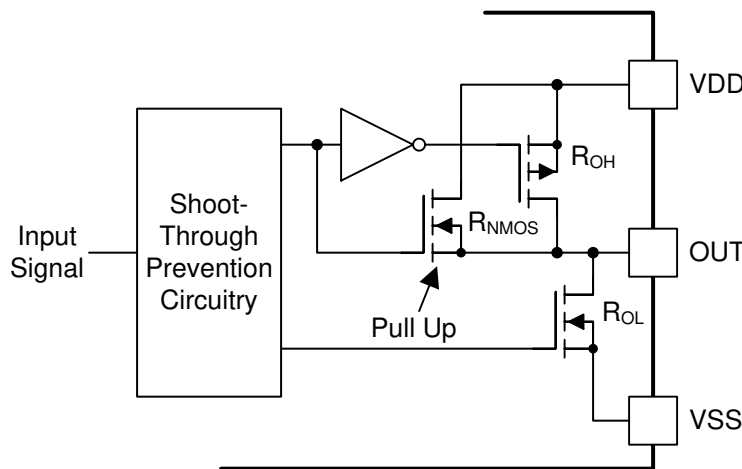 VDD
R_OH
Shoot-
Through
Prevention
Circuitry
R_NMOS
Input
Signal
OUT
Pull Up
R_OL
VSS